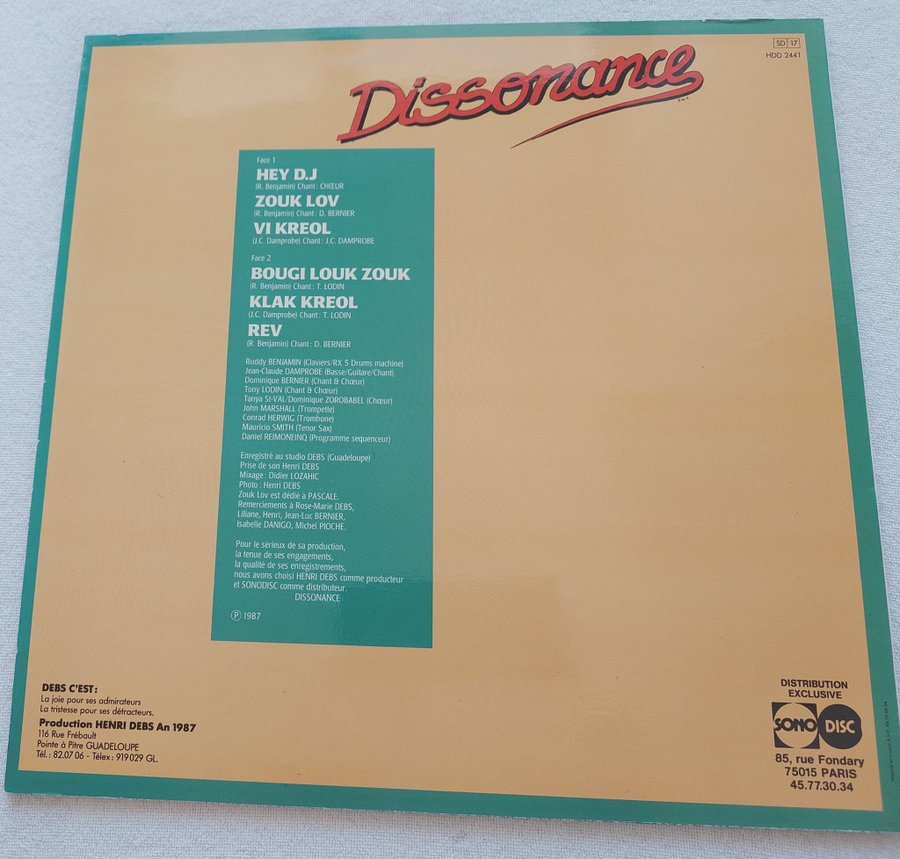 SD 17
HDD 2441
Dissonance
Face 1
HEY D.J
(R. Benjamin) Chant : CHŒUR
ZOUK LOV
(R. Benjamin) Chant : D. BERNIER
VI KREOL
(J.C. Damprobe) Chant : J.C. DAMPROBE
Face 2
BOUGI LOUK ZOUK
(R. Benjamin) Chant : T. LODIN
KLAK KREOL
(J.C. Damprobe) Chant : T. LODIN
REV
(R. Benjamin) Chant : D. BERNIER
Ruddy BENJAMIN (Claviers/RX 5 Drums machine)
Jean-Claude DAMPROBE (Basse/Guitare/Chant)
Dominique BERNIER (Chant & Chœur)
Tony LODIN (Chant & Chœur)
Tanya SI-VAL/Dominique ZOROBABEL (Chœur)
John MARSHALL (Trompette)
Conrad HERWIG (Trombone)
Mauricio SMITH (Tenor Sax)
Daniel REIMONEINQ (Programme sequenceur)
Enregistré au studio DEBS (Guadeloupe)
Prise de son Henri DEBS
Mixage : Didier LOZAHIC
Photo : Henri DEBS
Zouk Lov est dédié à PASCALE.
Remerciements à Rose-Marie DEBS,
Liliane, Henri, Jean-Luc BERNIER,
Isabelle DANIGO, Michel PIOCHE.
Pour le sérieux de sa production,
la tenue de ses engagements,
la qualité de ses enregistrements,
nous avons choisi HENRI DEBS comme producteur
et SONODISC comme distributeur.
DISSONANCE
Ⓟ 1987
DEBS C'EST :
La joie pour ses admirateurs
La tristesse pour ses détracteurs.
Production HENRI DEBS An 1987
116 Rue Frébault
Pointe à Pitre GUADELOUPE
Tél. : 82.07 06 - Télex : 919029 GL.
DISTRIBUTION
EXCLUSIVE
SONO DISC
85, rue Fondary
75015 PARIS
45.77.30.34